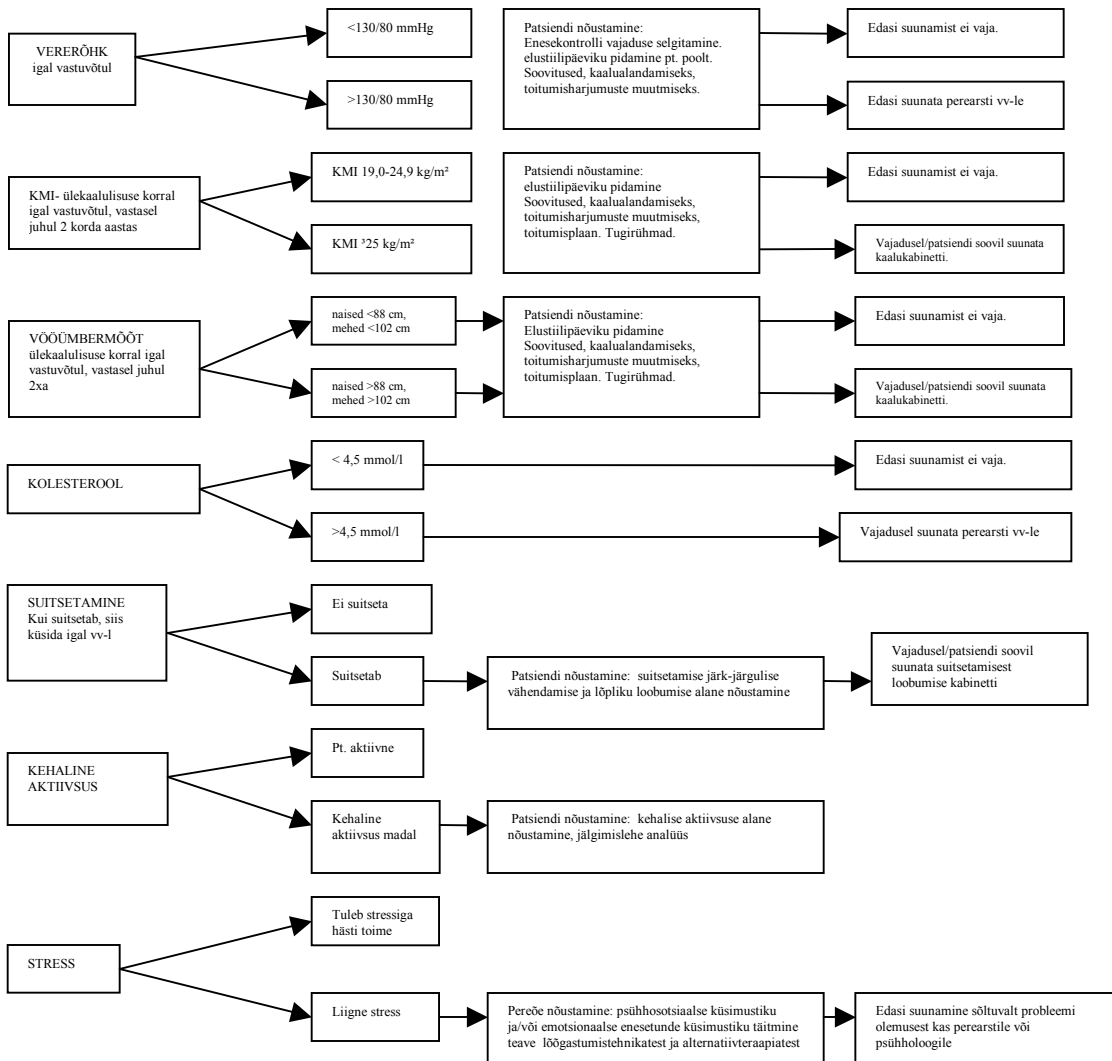 VERERÕHK
igal vastuvõtul
<130/80 mmHg
>130/80 mmHg
Patsiendi nõustamine:
Enesekontrolli vajaduse selgitamine.
elustiilipäeviku pidamine pt. poolt.
Soovitused, kaalualandamiseks,
toitumisharjumuste muutmiseks.
Edasi suunamist ei vaja.
Edasi suunata perearsti vv-le
KMI- ülekaalulisuse korral
igal vastuvõtul, vastasel
juhul 2 korda aastas
KMI 19,0-24,9 kg/m²
KMI ³25 kg/m²
Patsiendi nõustamine:
elustiilipäeviku pidamine
Soovitused, kaalualandamiseks,
toitumisharjumuste muutmiseks,
toitumisplaan. Tugirühmad.
Edasi suunamist ei vaja.
Vajadusel/patsiendi soovil suunata
kaalukabinetti.
VÖÖÜMBERMÕÕT
ülekaalulisuse korral igal
vastuvõtul, vastasel juhul
2xa
naised <88 cm,
mehed <102 cm
naised >88 cm,
mehed >102 cm
Patsiendi nõustamine:
Elustiilipäeviku pidamine
Soovitused, kaalualandamiseks,
toitumisharjumuste muutmiseks,
toitumisplaan. Tugirühmad.
Edasi suunamist ei vaja.
Vajadusel/patsiendi soovil suunata
kaalukabinetti.
KOLESTEROOL
< 4,5 mmol/l
>4,5 mmol/l
Edasi suunamist ei vaja.
Vajadusel suunata perearsti vv-le
SUITSETAMINE
Kui suitsetab, siis
küsida igal vv-l
Ei suitseta
Suitsetab
Patsiendi nõustamine: suitsetamise järk-järgulise
vähendamise ja lõpliku loobumise alane nõustamine
Vajadusel/patsiendi soovil
suunata suitsetamisest
loobumise kabinetti
KEHALINE
AKTIIVSUS
Pt. aktiivne
Kehaline
aktiivsus madal
Patsiendi nõustamine: kehalise aktiivsuse alane
nõustamine, jälgimislehe analüüs
STRESS
Tuleb stressiga
hästi toime
Liigne stress
Pereõe nõustamine: psühhosotsiaalse küsimustiku
ja/või emotsionaalse enesetunde küsimustiku täitmine
teave lõõgastumistehnikatest ja alternatiivteraapiatest
Edasi suunamine sõltuvalt probleemi
olemusest kas perearstile või
psühholoogile